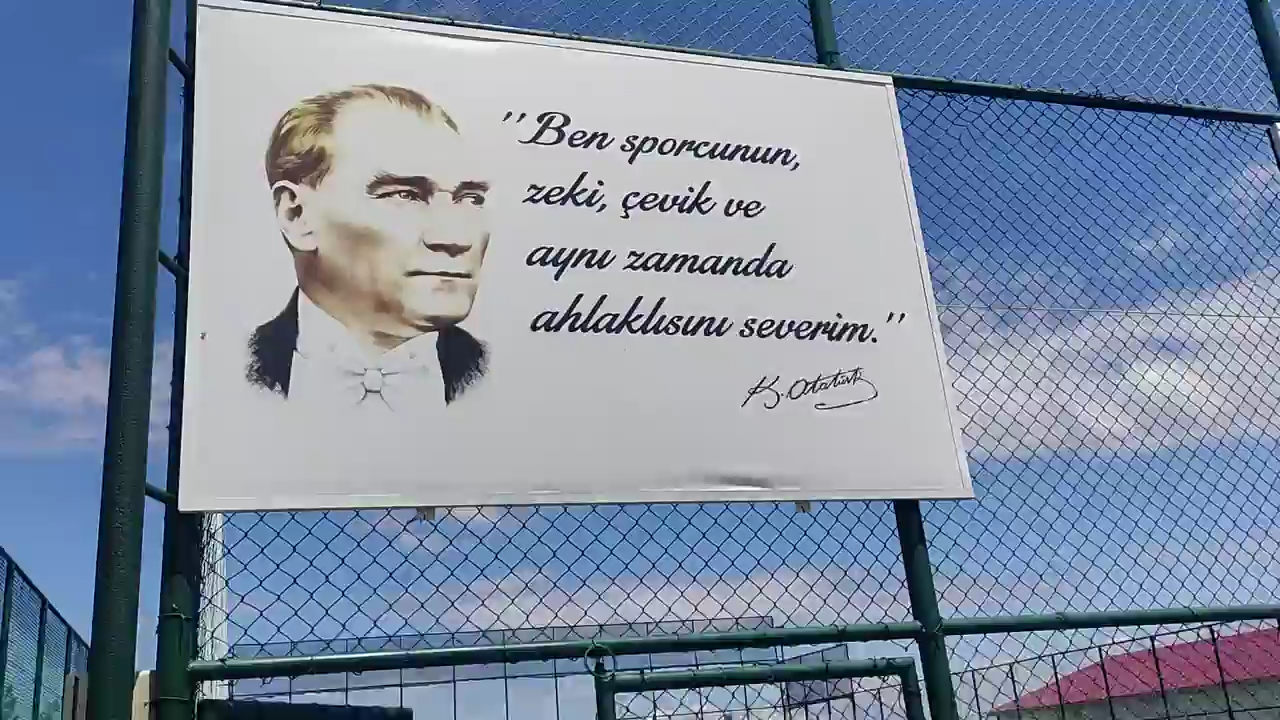 "Ben sporcunun,
zeki, çevik ve
aynı zamanda
ahlaklısını severim."
K. Atatürk